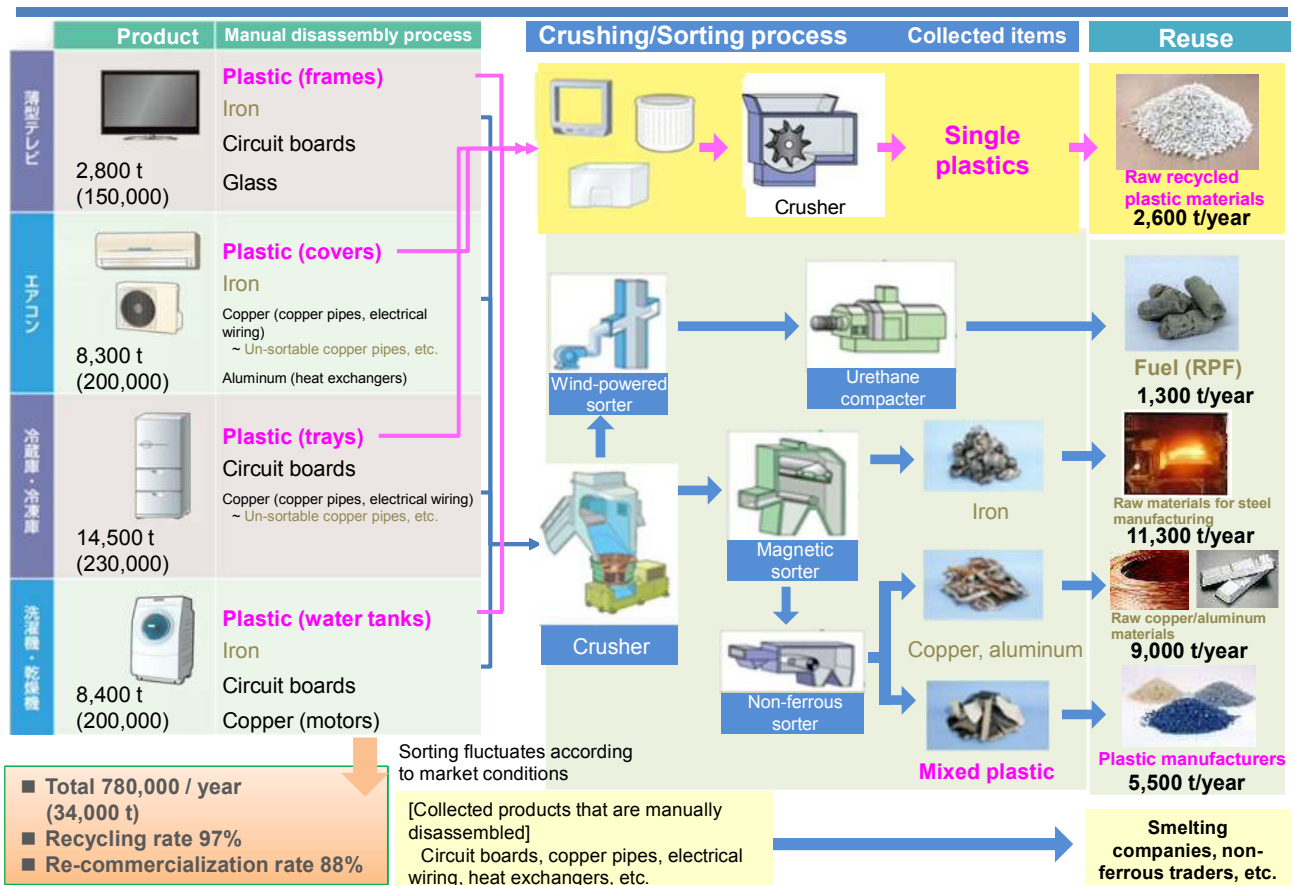 Product
Manual disassembly process
Crushing/Sorting process
Collected items
Reuse
薄型テレビ
2,800 t
(150,000)
Plastic (frames)
Iron
Circuit boards
Glass
エアコン
8,300 t
(200,000)
Plastic (covers)
Iron
Copper (copper pipes, electrical
wiring)
~ Un-sortable copper pipes, etc.
Aluminum (heat exchangers)
冷蔵庫・冷凍庫
14,500 t
(230,000)
Plastic (trays)
Circuit boards
Copper (copper pipes, electrical wiring)
~ Un-sortable copper pipes, etc.
洗濯機・乾燥機
8,400 t
(200,000)
Plastic (water tanks)
Iron
Circuit boards
Copper (motors)
Crusher
Single
plastics
Raw recycled
plastic materials
2,600 t/year
Wind-powered
sorter
Urethane
compacter
Fuel (RPF)
1,300 t/year
Crusher
Magnetic
sorter
Iron
Raw materials for steel
manufacturing
11,300 t/year
Non-ferrous
sorter
Copper, aluminum
Raw copper/aluminum
materials
9,000 t/year
Mixed plastic
Plastic manufacturers
5,500 t/year
■ Total 780,000 / year
(34,000 t)
■ Recycling rate 97%
■ Re-commercialization rate 88%
Sorting fluctuates according
to market conditions
[Collected products that are manually
disassembled]
Circuit boards, copper pipes, electrical
wiring, heat exchangers, etc.
Smelting
companies, non-
ferrous traders, etc.